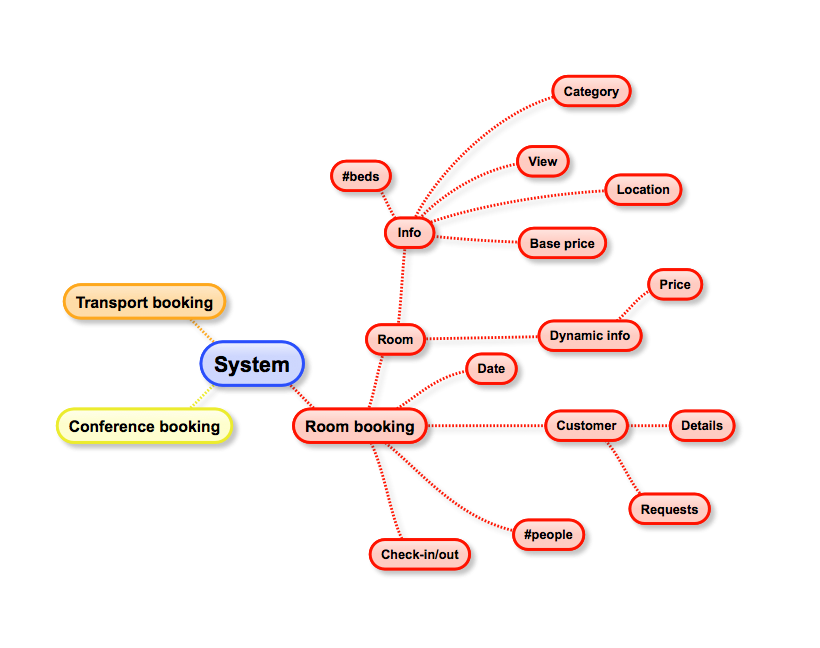 Category
View
#beds
Location
Info
Base price
Price
Transport booking
Room
Dynamic info
System
Date
Conference booking
Room booking
Customer
Details
Requests
#people
Check-in/out